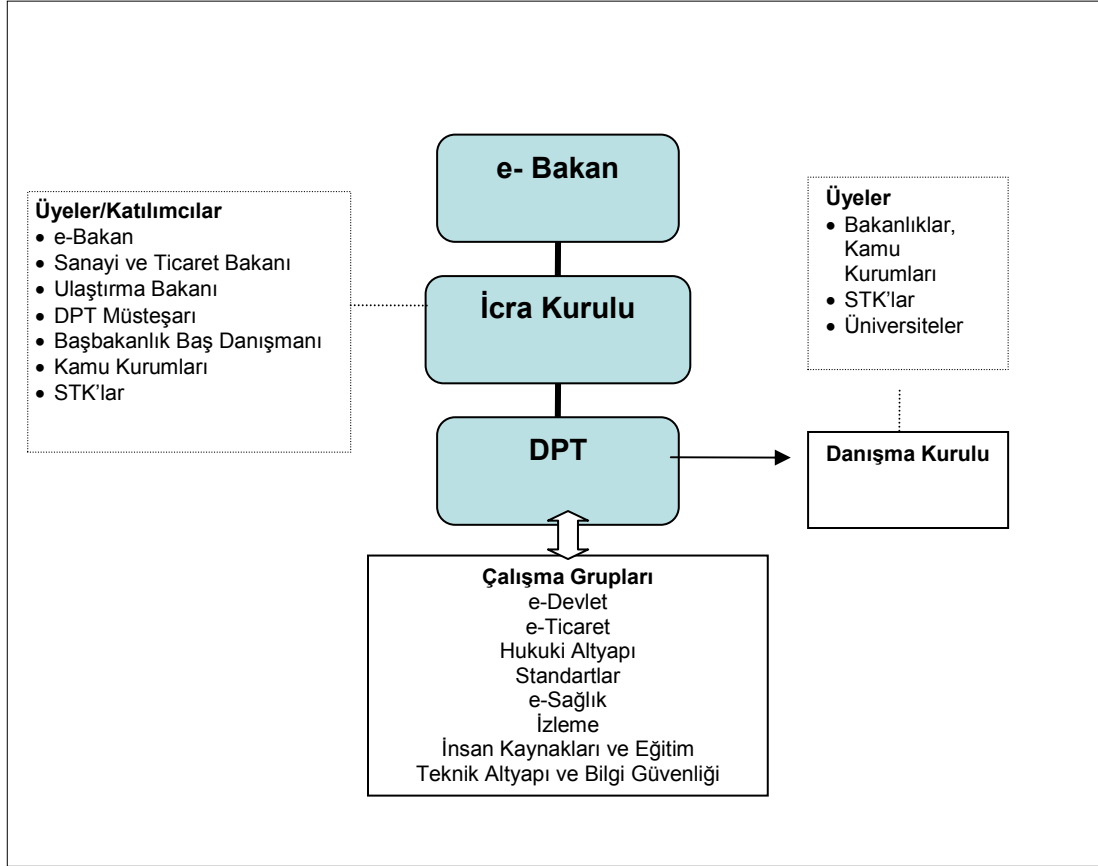 e- Bakan
Üyeler/Katılımcılar
• e-Bakan
• Sanayi ve Ticaret Bakanı
• Ulaştırma Bakanı
• DPT Müsteşarı
• Başbakanlık Baş Danışmanı
• Kamu Kurumları
• STK'lar
İcra Kurulu
Üyeler
• Bakanlıklar,
Kamu
Kurumları
• STK'lar
• Üniversiteler
DPT
Danışma Kurulu
Çalışma Grupları
e-Devlet
e-Ticaret
Hukuki Altyapı
Standartlar
e-Sağlık
İzleme
İnsan Kaynakları ve Eğitim
Teknik Altyapı ve Bilgi Güvenliği